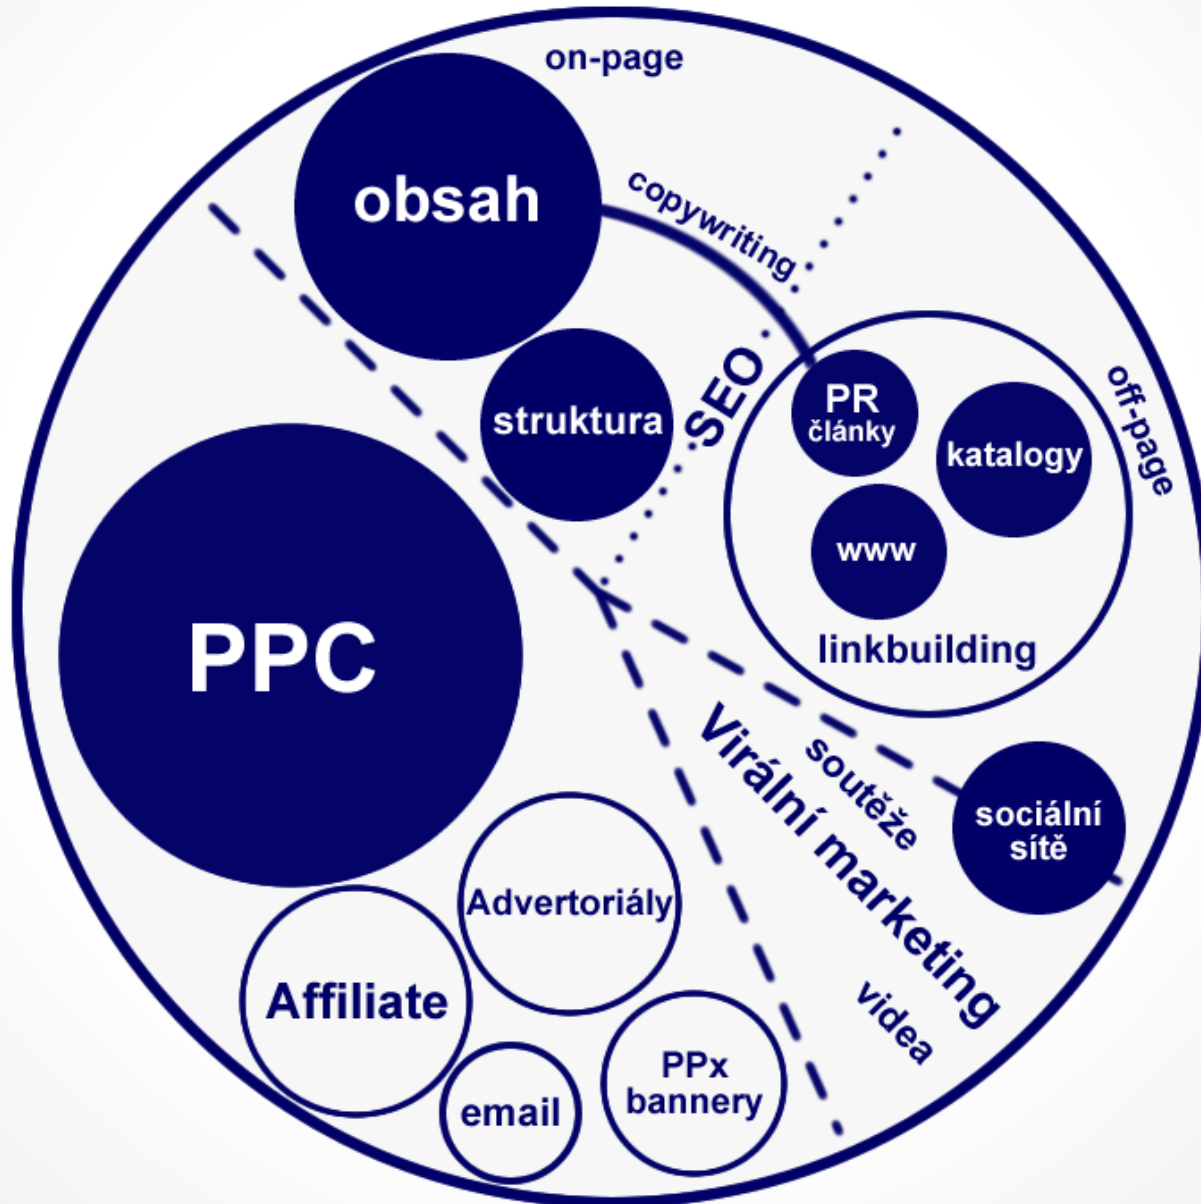 on-page
obsah
copywriting
SEO
struktura
PR
články
katalogy
www
linkbuilding
off-page
PPC
Virální marketing
soutěže
sociální
sítě
videa
Advertoriály
Affiliate
PPx
bannery
email